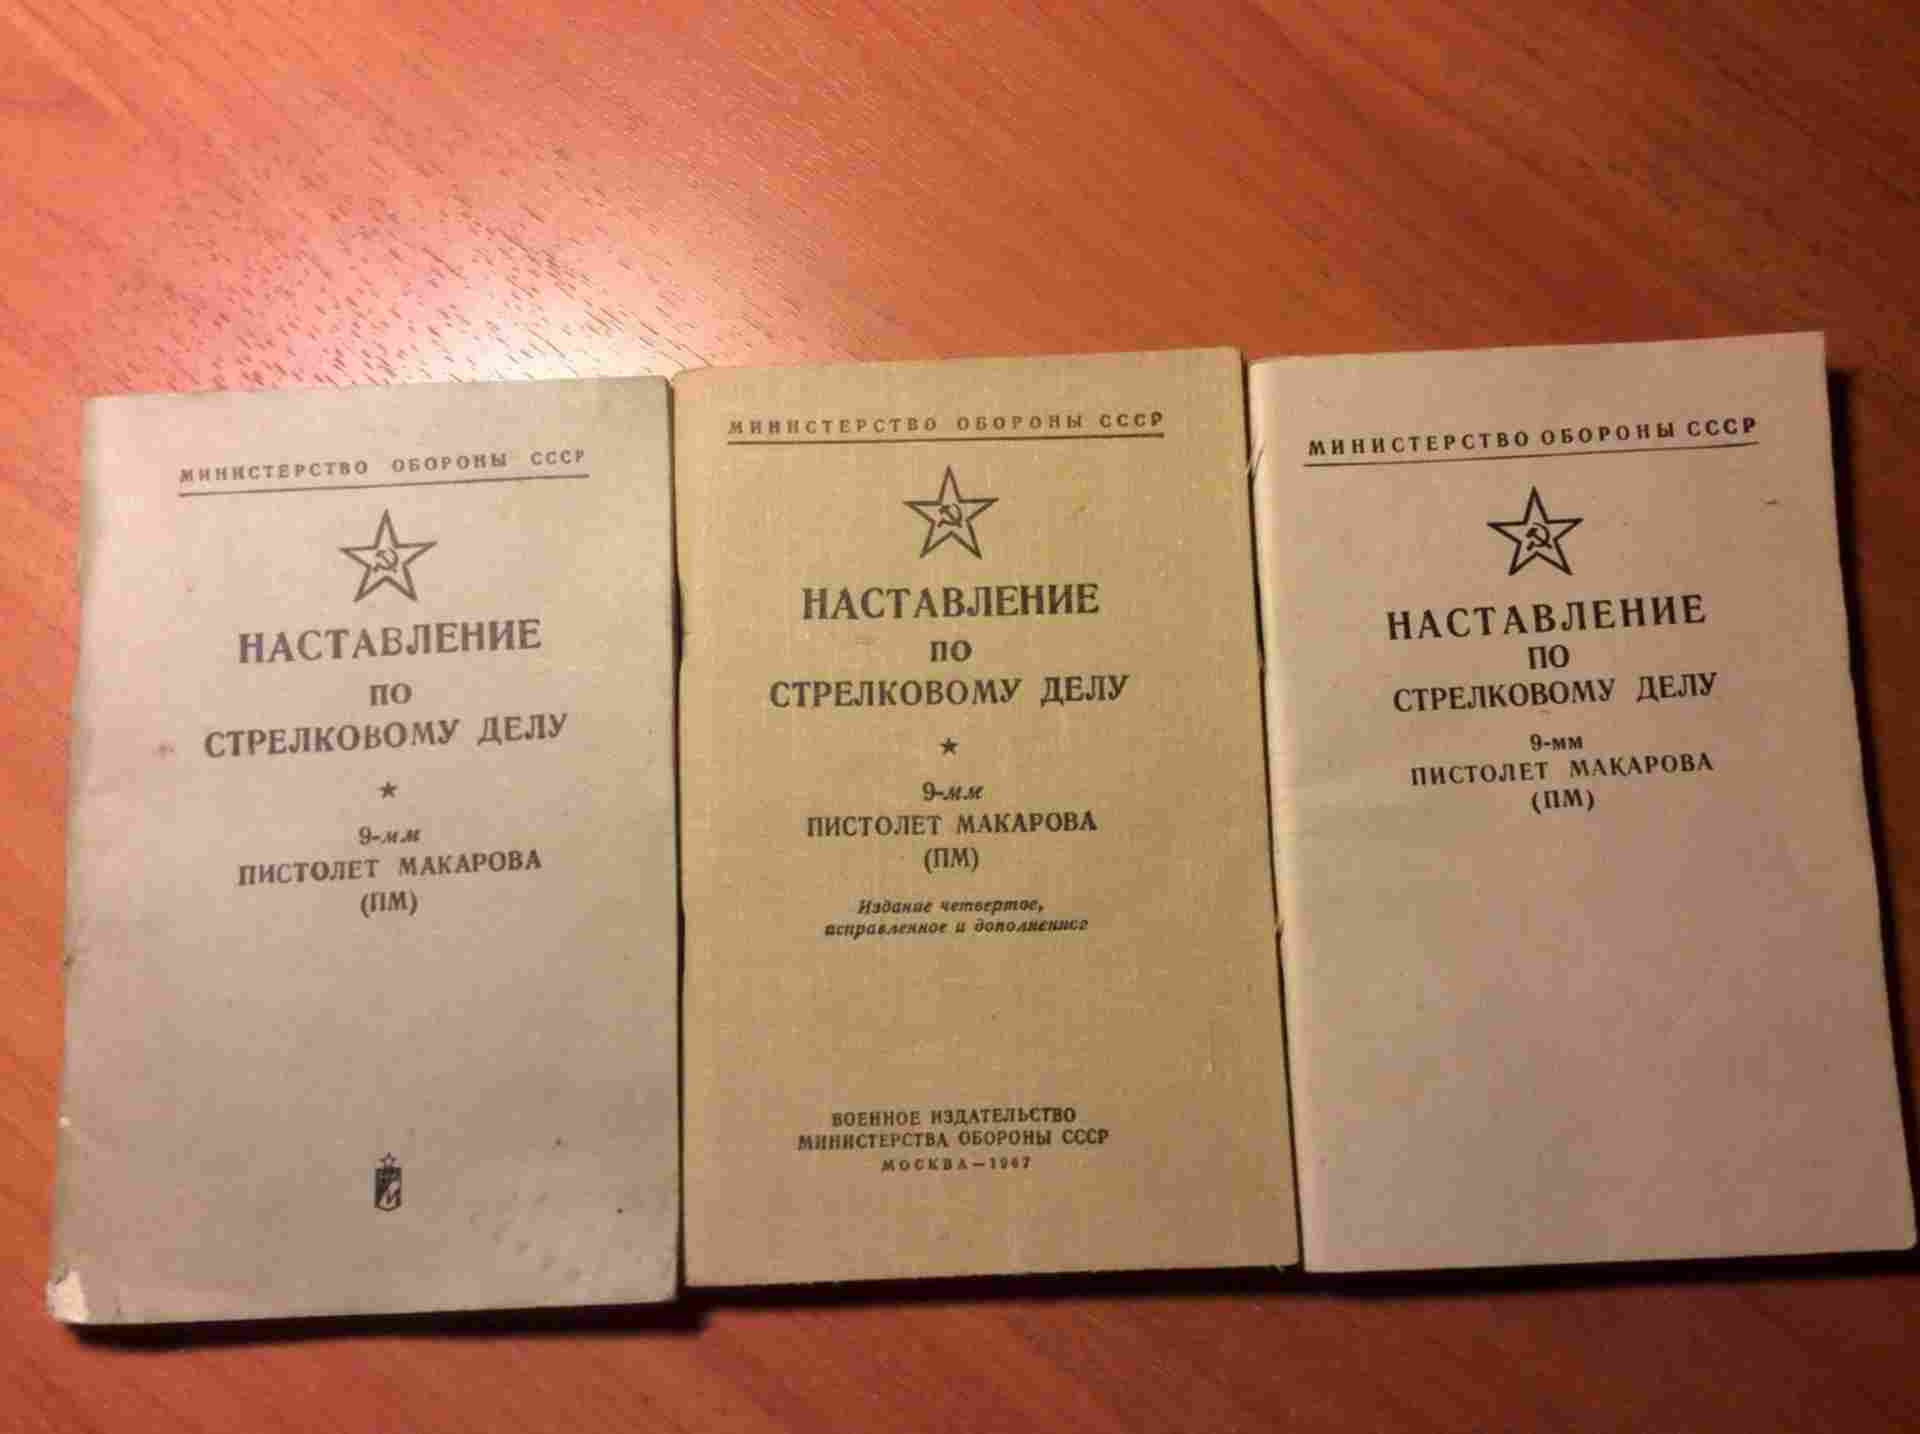 МИНИСТЕРСТВО ОБОРОНЫ СССР
НАСТАВЛЕНИЕ
ПО
СТРЕЛКОВОМУ ДЕЛУ
9-мм
ПИСТОЛЕТ МАКАРОВА
(ПМ)
МИНИСТЕРСТВО ОБОРОНЫ СССР
НАСТАВЛЕНИЕ
ПО
СТРЕЛКОВОМУ ДЕЛУ
9-мм
ПИСТОЛЕТ МАКАРОВА
(ПМ)
Издание четвертое,
исправленное и дополненное
ВОЕННОЕ ИЗДАТЕЛЬСТВО
МИНИСТЕРСТВА ОБОРОНЫ СССР
МОСКВА—1967
МИНИСТЕРСТВО ОБОРОНЫ СССР
НАСТАВЛЕНИЕ
ПО
СТРЕЛКОВОМУ ДЕЛУ
9-мм
ПИСТОЛЕТ МАКАРОВА
(ПМ)